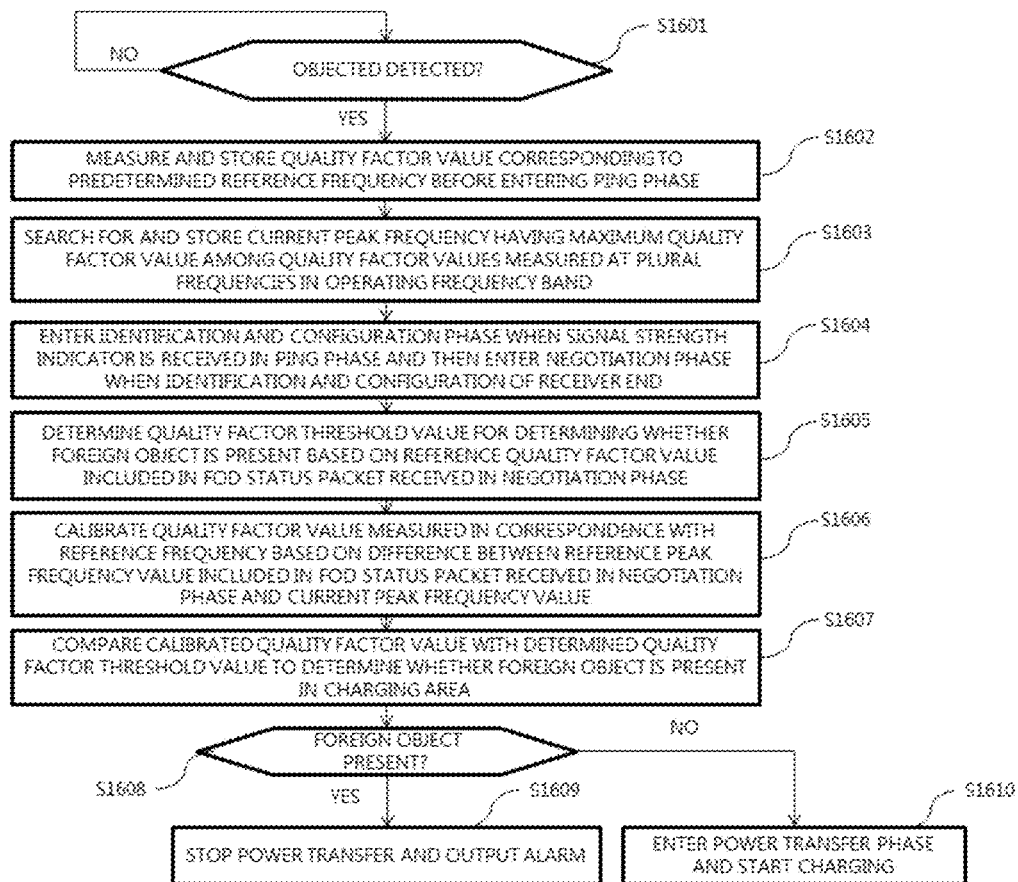 S1601
NO
OBJECTED DETECTED?
YES
S1602
MEASURE AND STORE QUALITY FACTOR VALUE CORRESPONDING TO
PREDETERMINED REFERENCE FREQUENCY BEFORE ENTERING PING PHASE
S1603
SEARCH FOR AND STORE CURRENT PEAK FREQUENCY HAVING MAXIMUM QUALITY
FACTOR VALUE AMONG QUALITY FACTOR VALUES MEASURED AT PLURAL
FREQUENCIES IN OPERATING FREQUENCY BAND
S1604
ENTER IDENTIFICATION AND CONFIGURATION PHASE WHEN SIGNAL STRENGTH
INDICATOR IS RECEIVED IN PING PHASE AND THEN ENTER NEGOTIATION PHASE
WHEN IDENTIFICATION AND CONFIGURATION OF RECEIVER END
S1605
DETERMINE QUALITY FACTOR THRESHOLD VALUE FOR DETERMINING WHETHER
FOREIGN OBJECT IS PRESENT BASED ON REFERENCE QUALITY FACTOR VALUE
INCLUDED IN FOD STATUS PACKET RECEIVED IN NEGOTIATION PHASE
S1606
CALIBRATE QUALITY FACTOR VALUE MEASURED IN CORRESPONDENCE WITH
REFERENCE FREQUENCY BASED ON DIFFERENCE BETWEEN REFERENCE PEAK
FREQUENCY VALUE INCLUDED IN FOD STATUS PACKET RECEIVED IN NEGOTIATION
PHASE AND CURRENT PEAK FREQUENCY VALUE
S1607
COMPARE CALIBRATED QUALITY FACTOR VALUE WITH DETERMINED QUALITY
FACTOR THRESHOLD VALUE TO DETERMINE WHETHER FOREIGN OBJECT IS PRESENT
IN CHARGING AREA
FOREIGN OBJECT
PRESENT?
NO
S1608
YES
S1609
S1610
STOP POWER TRANSFER AND OUTPUT ALARM
ENTER POWER TRANSFER PHASE
AND START CHARGING